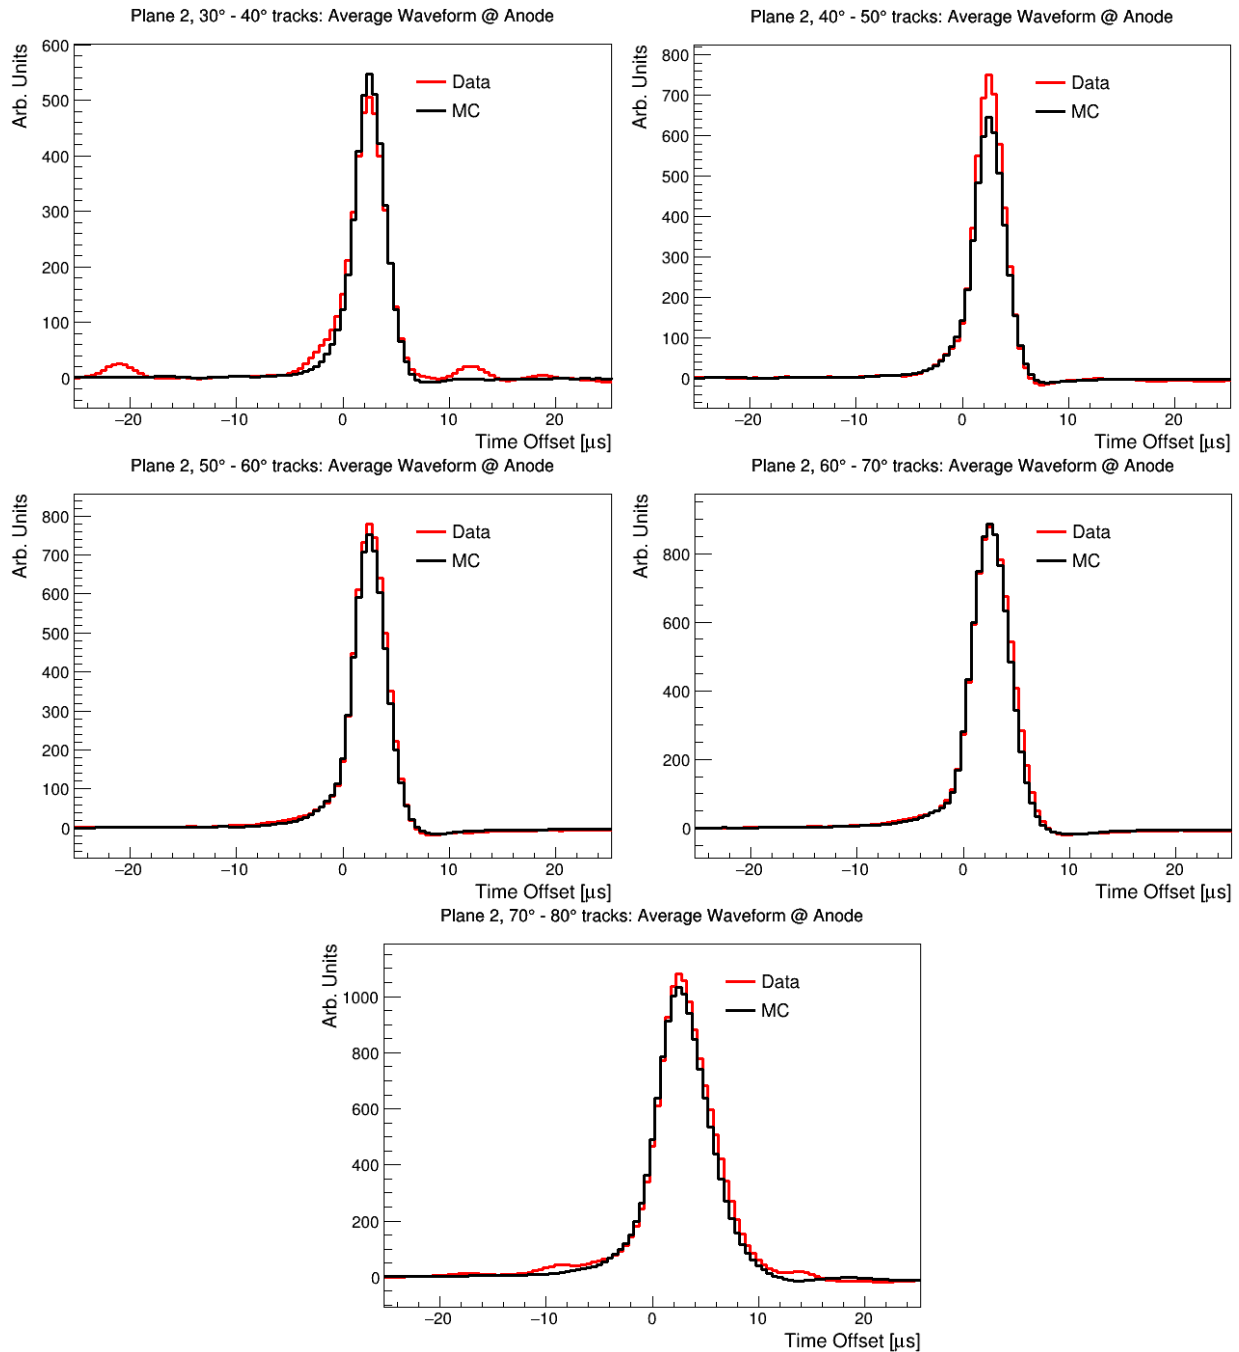 Plane 2, 30° - 40° tracks: Average Waveform @ Anode
Arb. Units
600
500
400
300
200
100
0
Data
MC
−20
−10
0
10
20
Time Offset [μs]
Plane 2, 40° - 50° tracks: Average Waveform @ Anode
Arb. Units
800
700
600
500
400
300
200
100
0
Data
MC
−20
−10
0
10
20
Time Offset [μs]
Plane 2, 50° - 60° tracks: Average Waveform @ Anode
Arb. Units
800
700
600
500
400
300
200
100
0
Data
MC
−20
−10
0
10
20
Time Offset [μs]
Plane 2, 60° - 70° tracks: Average Waveform @ Anode
Arb. Units
800
600
400
200
0
Data
MC
−20
−10
0
10
20
Time Offset [μs]
Plane 2, 70° - 80° tracks: Average Waveform @ Anode
Arb. Units
1000
800
600
400
200
0
Data
MC
−20
−10
0
10
20
Time Offset [μs]